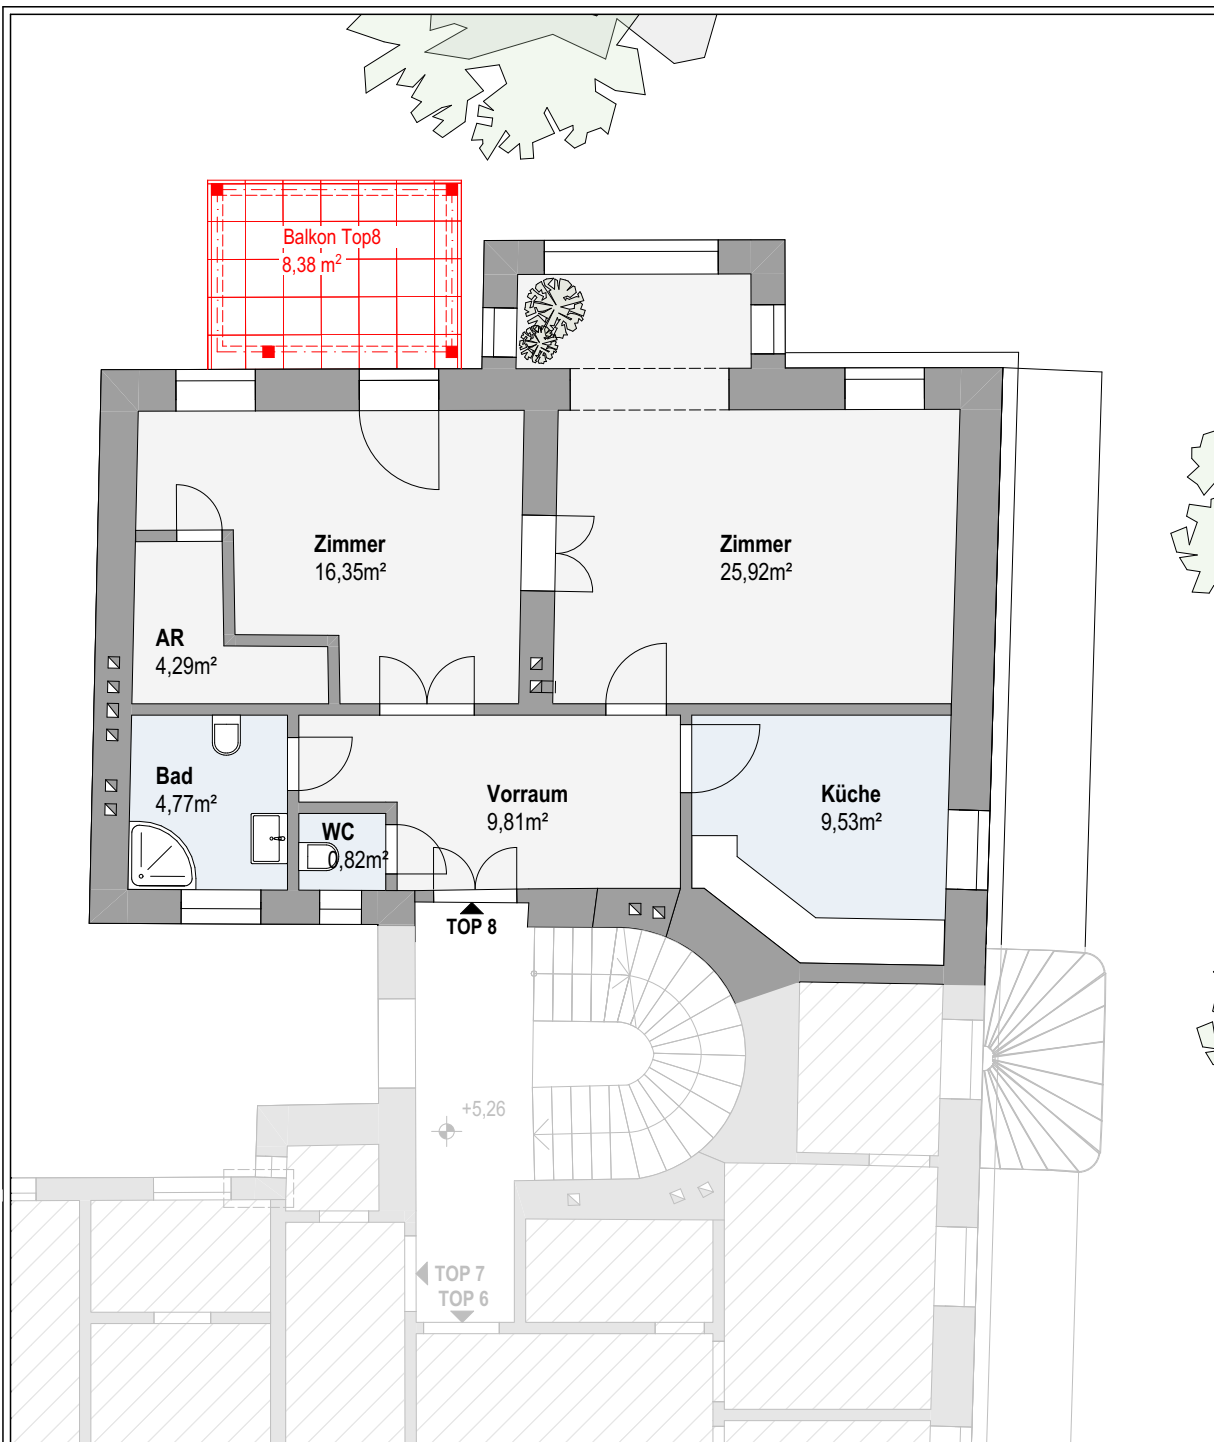 Balkon Top8
8,38 m²
Zimmer
16,35m²
Zimmer
25,92m²
AR
4,29m²
Bad
4,77m²
WC
0,82m²
Vorraum
9,81m²
Küche
9,53m²
TOP 8
+5,26
TOP 7
TOP 6